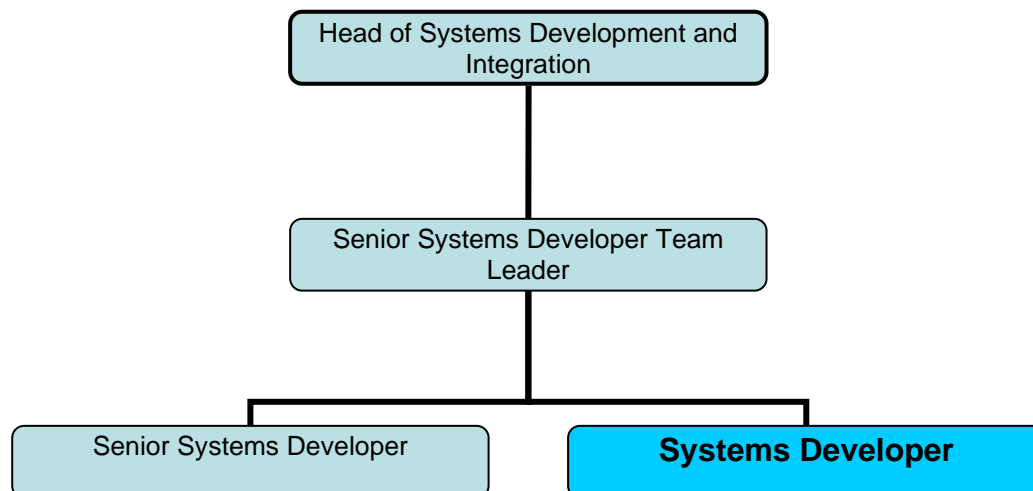 Head of Systems Development and
Integration
Senior Systems Developer Team
Leader
Senior Systems Developer
Systems Developer